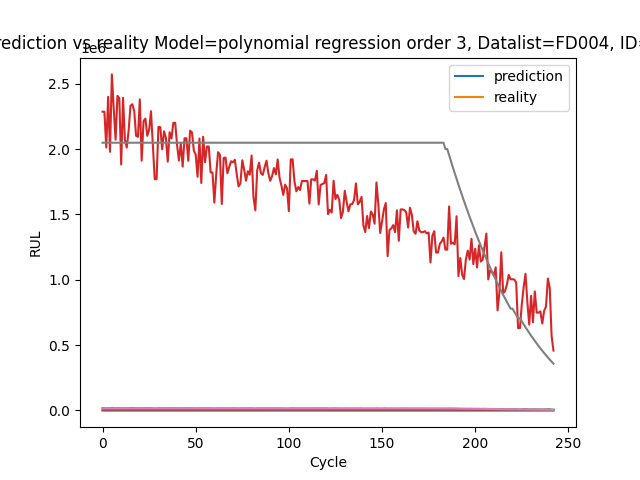 rediction vs reality Model=polynomial regression order 3, Datalist=FD004, ID=
1e6
2.5
2.0
1.5
1.0
0.5
0.0
0
50
100
150
200
250
RUL
Cycle
prediction
reality